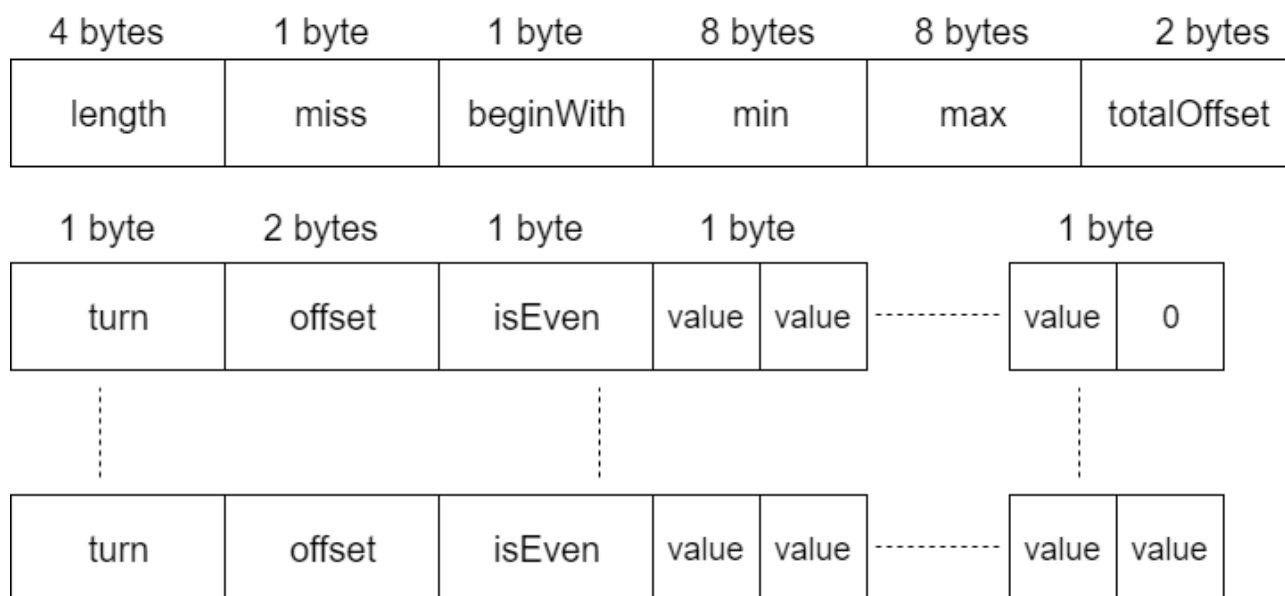 4 bytes 1 byte 1 byte 8 bytes 8 bytes 2 bytes
length miss beginWith min max totalOffset
1 byte 2 bytes 1 byte 1 byte 1 byte
turn offset isEven value value value 0
turn offset isEven value value value value